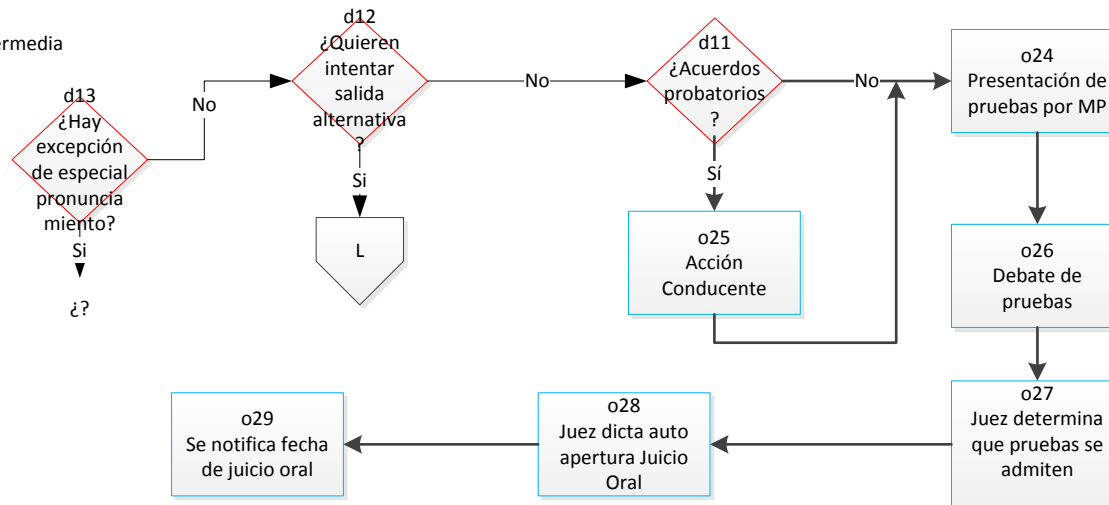 ermedia
d13
¿Hay
excepción
de especial
pronuncia
miento?
No
Si
¿?
d12
¿Quieren
intentar
salida
alternativa
?
No
Si
L
d11
¿Acuerdos
probatorios
?
No
Sí
o25
Acción
Conducente
o24
Presentación de
pruebas por MP
o26
Debate de
pruebas
o27
Juez determina
que pruebas se
admiten
o28
Juez dicta auto
apertura Juicio
Oral
o29
Se notifica fecha
de juicio oral